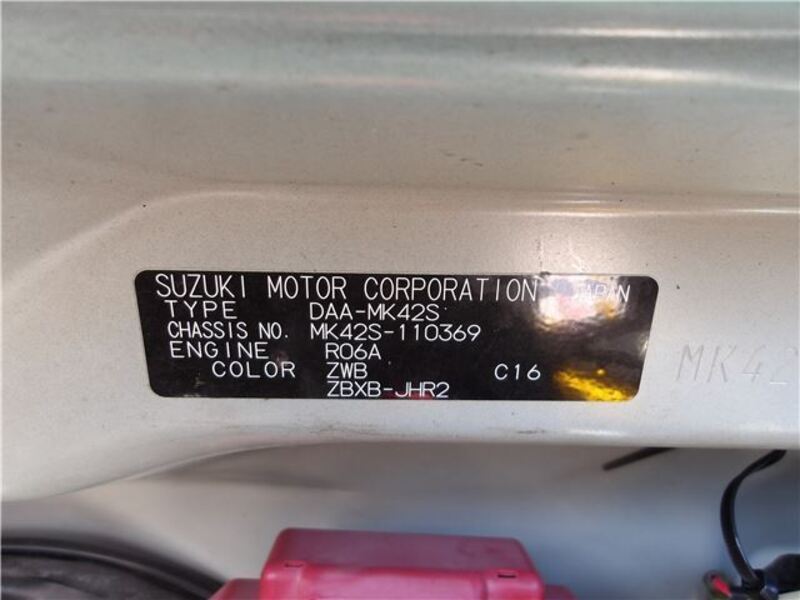 SUZUKI MOTOR CORPORATION JAPAN
TYPE DAA-MK42S
CHASSIS NO. MK42S-110369
ENGINE R06A
COLOR ZWB C16
ZBXB-JHR2
MK42